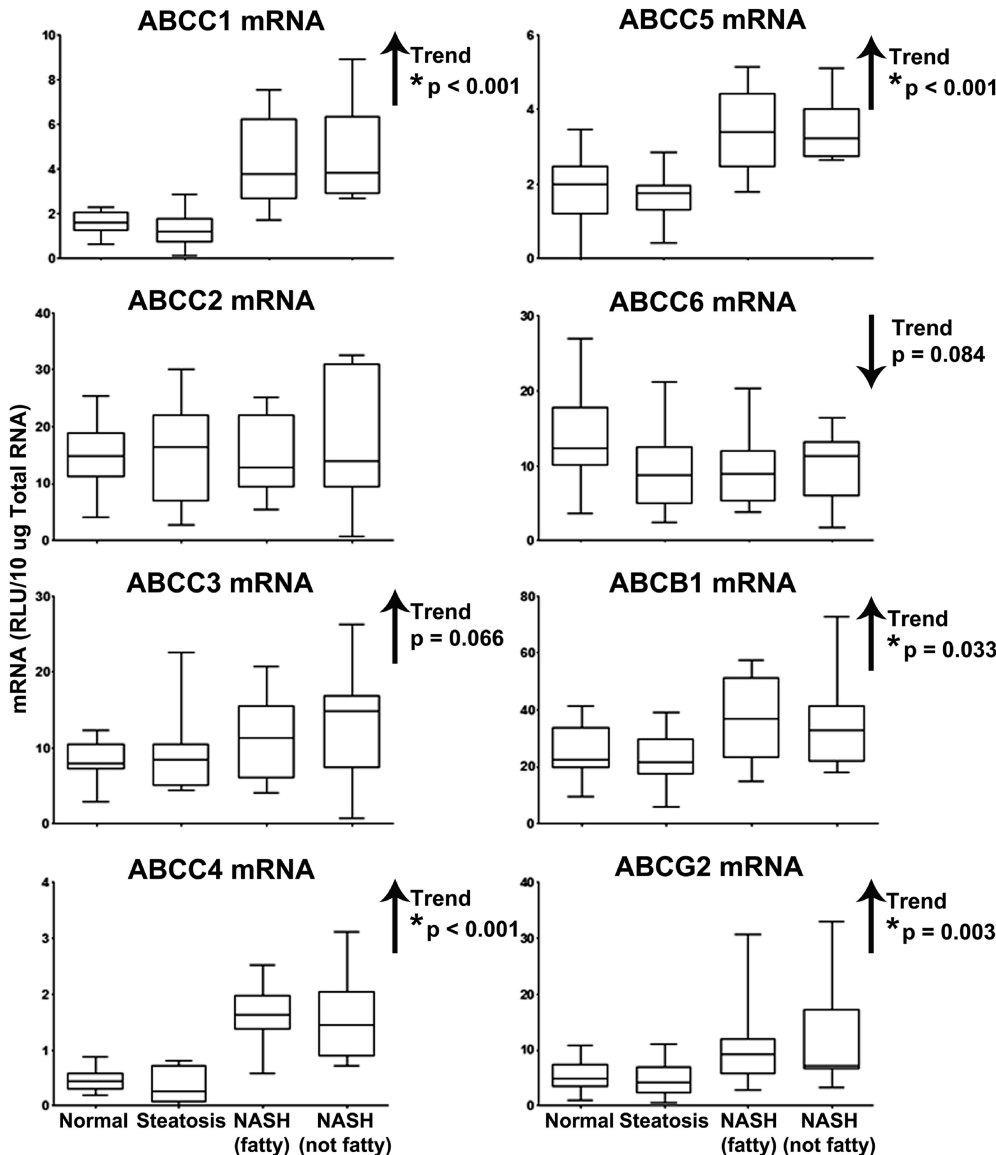 ABCC1 mRNA
10
8
6
4
2
0
Trend
* p < 0.001
ABCC5 mRNA
6
4
2
0
Trend
* p < 0.001
mRNA (RLU/10 ug Total RNA)
ABCC2 mRNA
40
30
20
10
0
ABCC6 mRNA
30
20
10
0
Trend
p = 0.084
ABCC3 mRNA
30
20
10
0
Trend
p = 0.066
ABCB1 mRNA
80
60
40
20
0
Trend
* p = 0.033
ABCC4 mRNA
4
3
2
1
0
Trend
* p < 0.001
Normal Steatosis NASH (fatty) NASH (not fatty)
ABCG2 mRNA
40
30
20
10
0
Trend
* p = 0.003
Normal Steatosis NASH (fatty) NASH (not fatty)